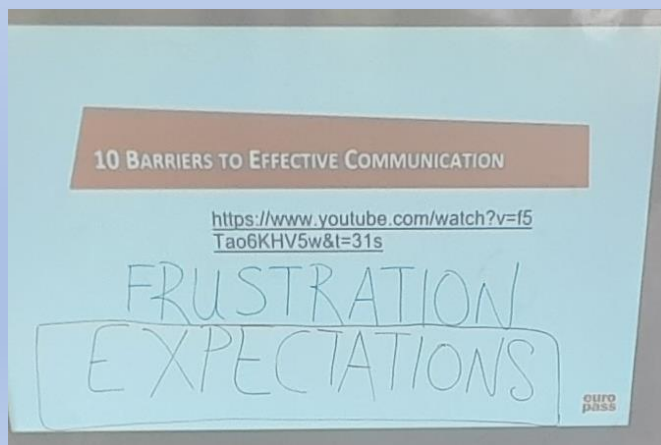 10 BARRIERS TO EFFECTIVE COMMUNICATION
https://www.youtube.com/watch?v=f5
Tao6KHV5w&t=31s
FRUSTRATION
EXPECTATIONS
euro
pass